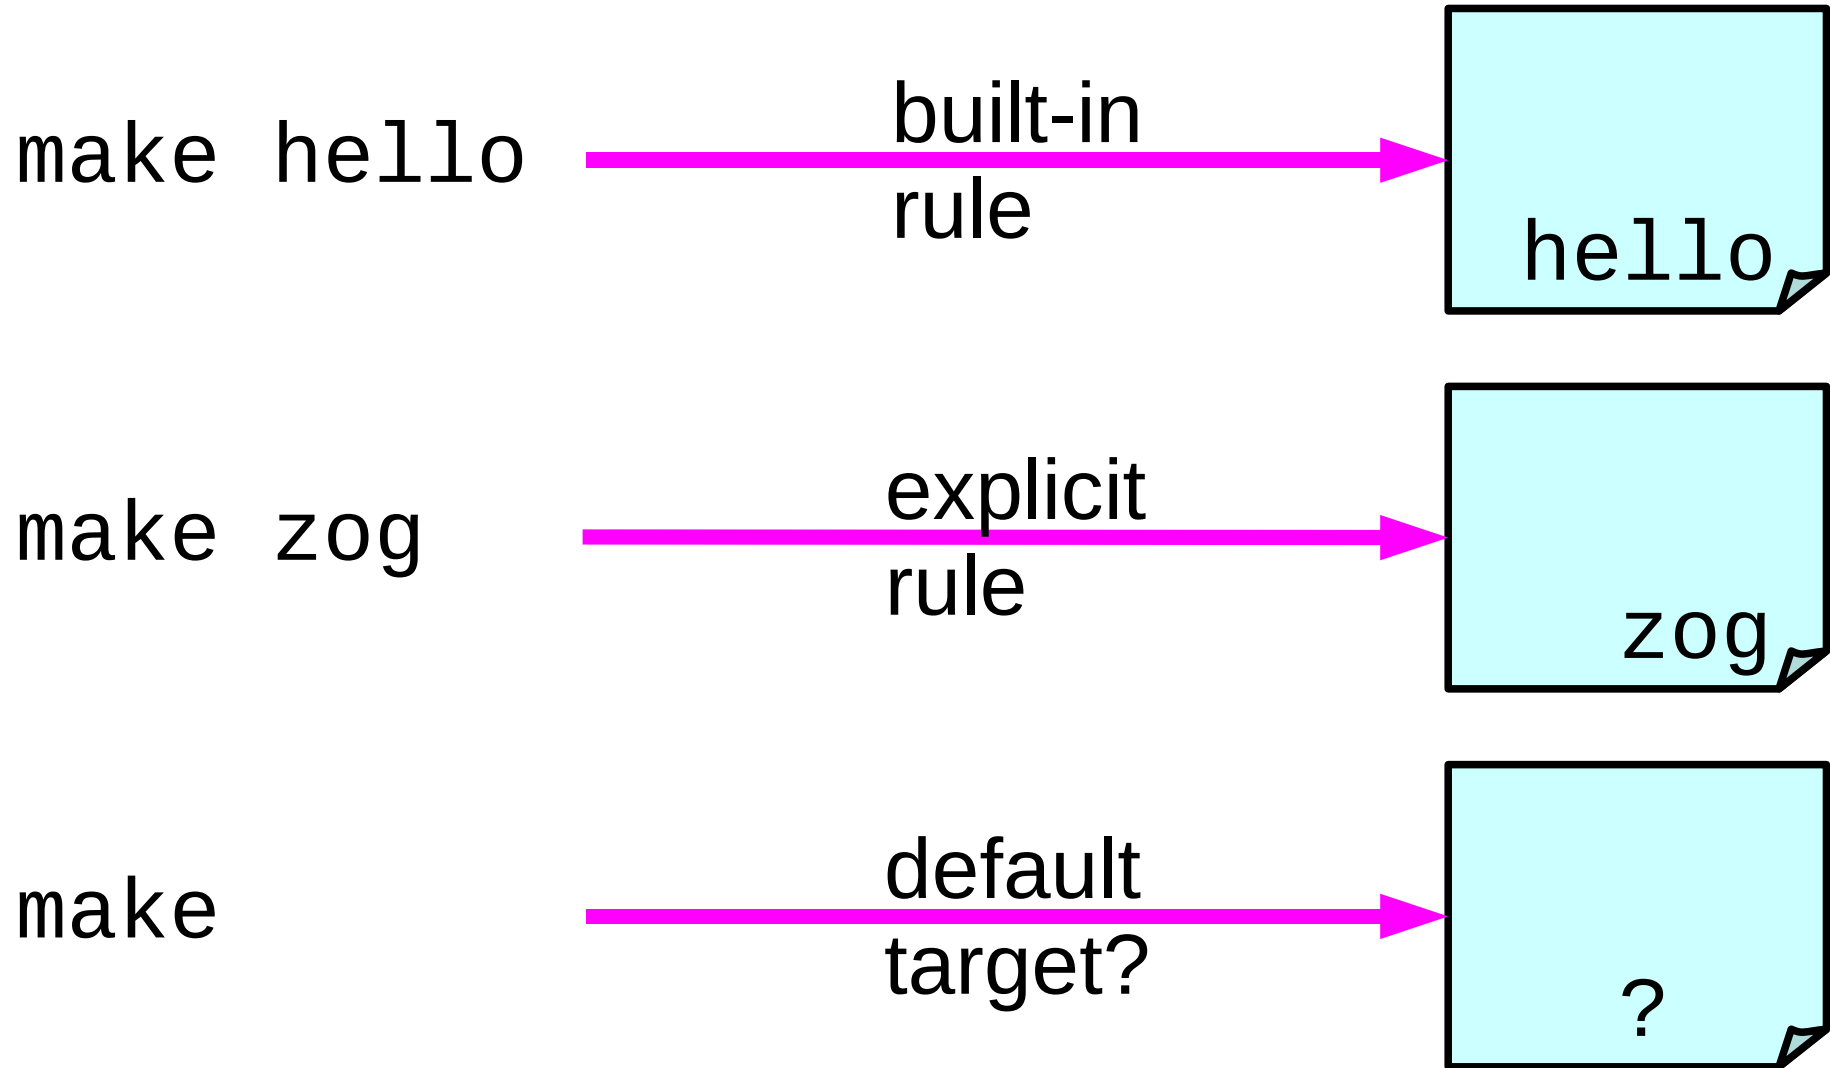 make hello
built-in
rule
hello
make zog
explicit
rule
zog
make
default
target?
?